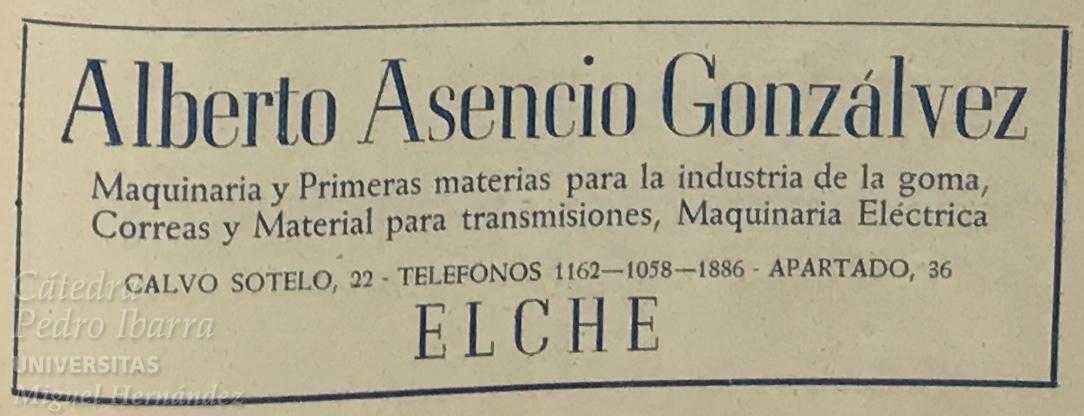 Alberto Asencio Gonzálvez
Maquinaria y Primeras materias para la industria de la goma,
Correas y Material para transmisiones, Maquinaria Eléctrica
CALVO SOTELO, 22 - TELEFONOS 1162—1058—1886 - APARTADO, 36
ELCHE
Cátedra
Pedro Ibarra
UNIVERSITAS
Miguel Hernández